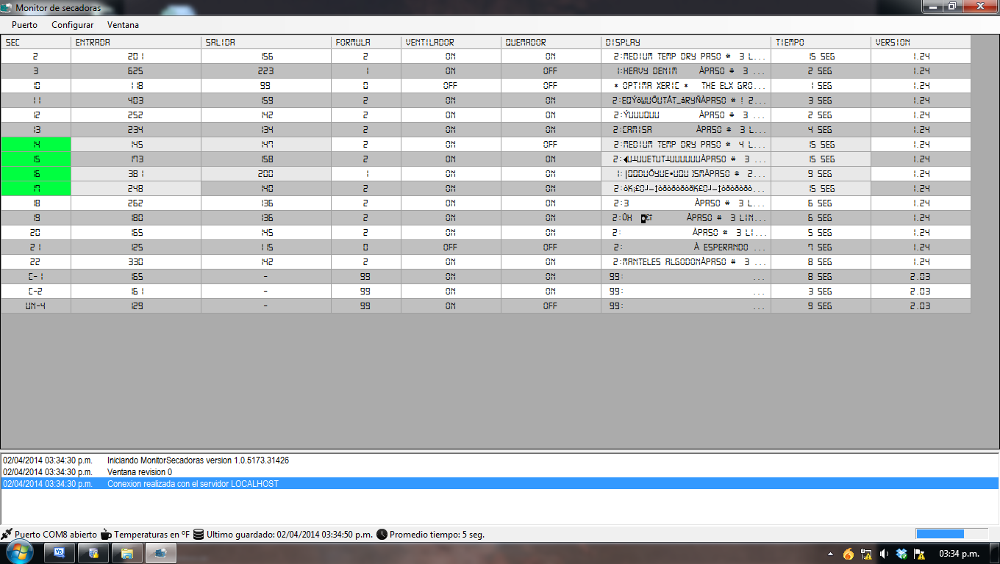 Monitor de secadoras
Puerto Configurar Ventana
SEC ENTRADA SALIDA FORMULA VENTILADOR QUEMADOR DISPLAY TIEMPO VERSION
2 201 156 2 ON ON 2:MEDIUM TEMP DRY PASO # 3 L... 15 SEG 1.24
3 625 223 1 ON OFF 1:HEAVY DENIM ÀPASO # 3 ... 2 SEG 1.24
10 118 99 0 OFF OFF * OPTIMA XERIC * THE ELX GRO... 1 SEG 1.24
11 403 159 2 ON ON # 1 2... 3 SEG 1.24
12 252 142 2 ON ON 2:ÝUUUQUU ÀPASO # 3 ... 2 SEG 1.24
13 234 134 2 ON ON 2:CAMISA ÀPASO # 3 L... 4 SEG 1.24
14 145 147 2 ON OFF 2:MEDIUM TEMP DRY PASO # 4 L... 15 SEG 1.24
15 173 158 2 ON ON # 3 ... 15 SEG 1.24
16 381 200 1 ON ON # 2... 9 SEG 1.24
17 248 140 2 ON ON 15 SEG 1.24
18 262 136 2 ON ON 2:3 ÀPASO # 3 L... 6 SEG 1.24
19 180 136 2 ON ON ÀPASO # 3 LIN... 6 SEG 1.24
20 165 145 2 ON ON 2: ÀPASO # 3 LI... 5 SEG 1.24
21 125 115 0 OFF OFF 2: À ESPERANDO ... 7 SEG 1.24
22 330 142 2 ON ON 2:MANTELES ALGODONÀPASO # 3 ... 8 SEG 1.24
C-1 165 - 99 ON ON 99: ... 8 SEG 2.03
C-2 161 - 99 ON ON 99: ... 3 SEG 2.03
UN-4 129 - 99 ON OFF 99: ... 9 SEG 2.03
02/04/2014 03:34:30 p.m. Iniciando MonitorSecadoras version 1.0.5173.31426
02/04/2014 03:34:30 p.m. Ventana revision 0
02/04/2014 03:34:30 p.m. Conexion realizada con el servidor LOCALHOST
Puerto COM8 abierto Temperaturas en ºF Ultimo guardado: 02/04/2014 03:34:50 p.m. Promedio tiempo: 5 seg.
03:34 p.m.